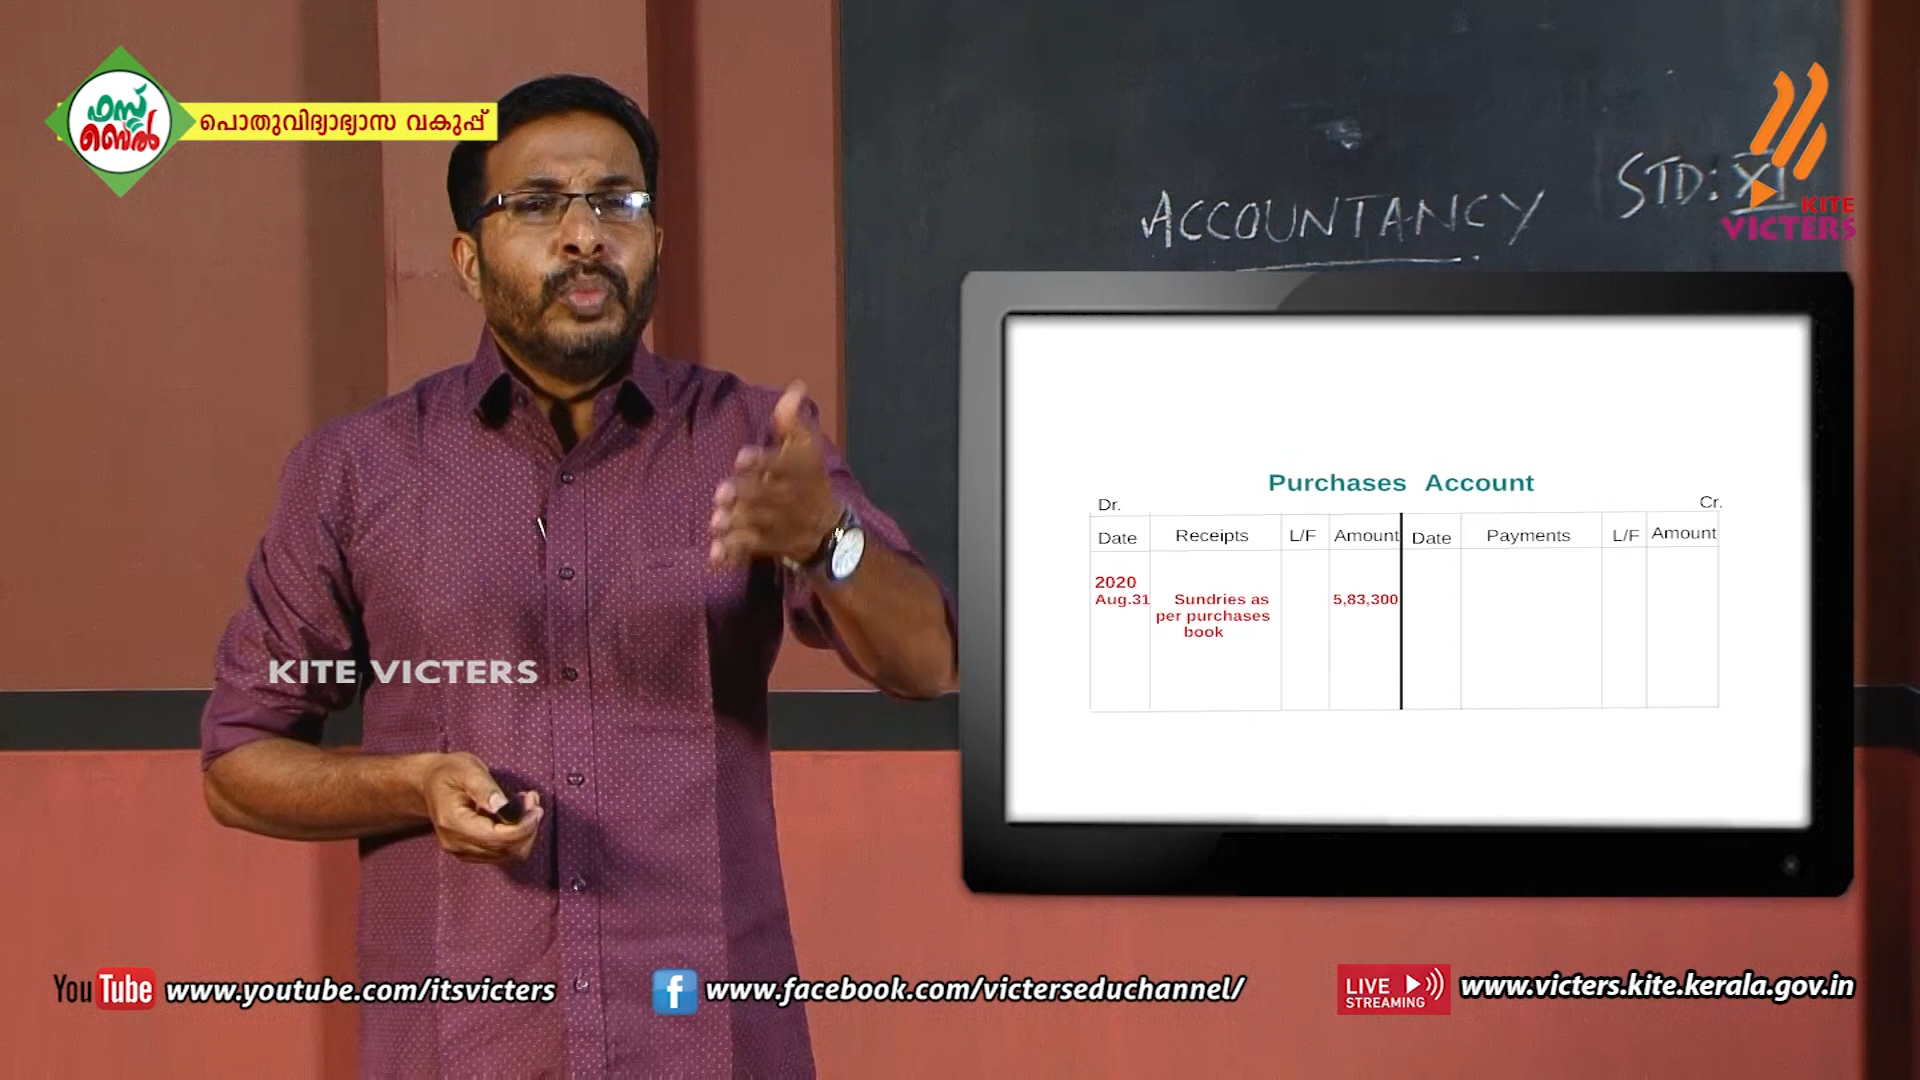 ഫസ്റ്റ്
ബെൽ
പൊതുവിദ്യാഭ്യാസ വകുപ്പ്
ACCOUNTANCY
STD: XI
KITE
VICTERS
Purchases Account
Dr. Cr.
Date Receipts L/F Amount Date Payments L/F Amount
2020
Aug.31 Sundries as 5,83,300
per purchases
book
KITE VICTERS
YouTube www.youtube.com/itsvicters
f www.facebook.com/victerseduchannel/
LIVE STREAMING www.victers.kite.kerala.gov.in